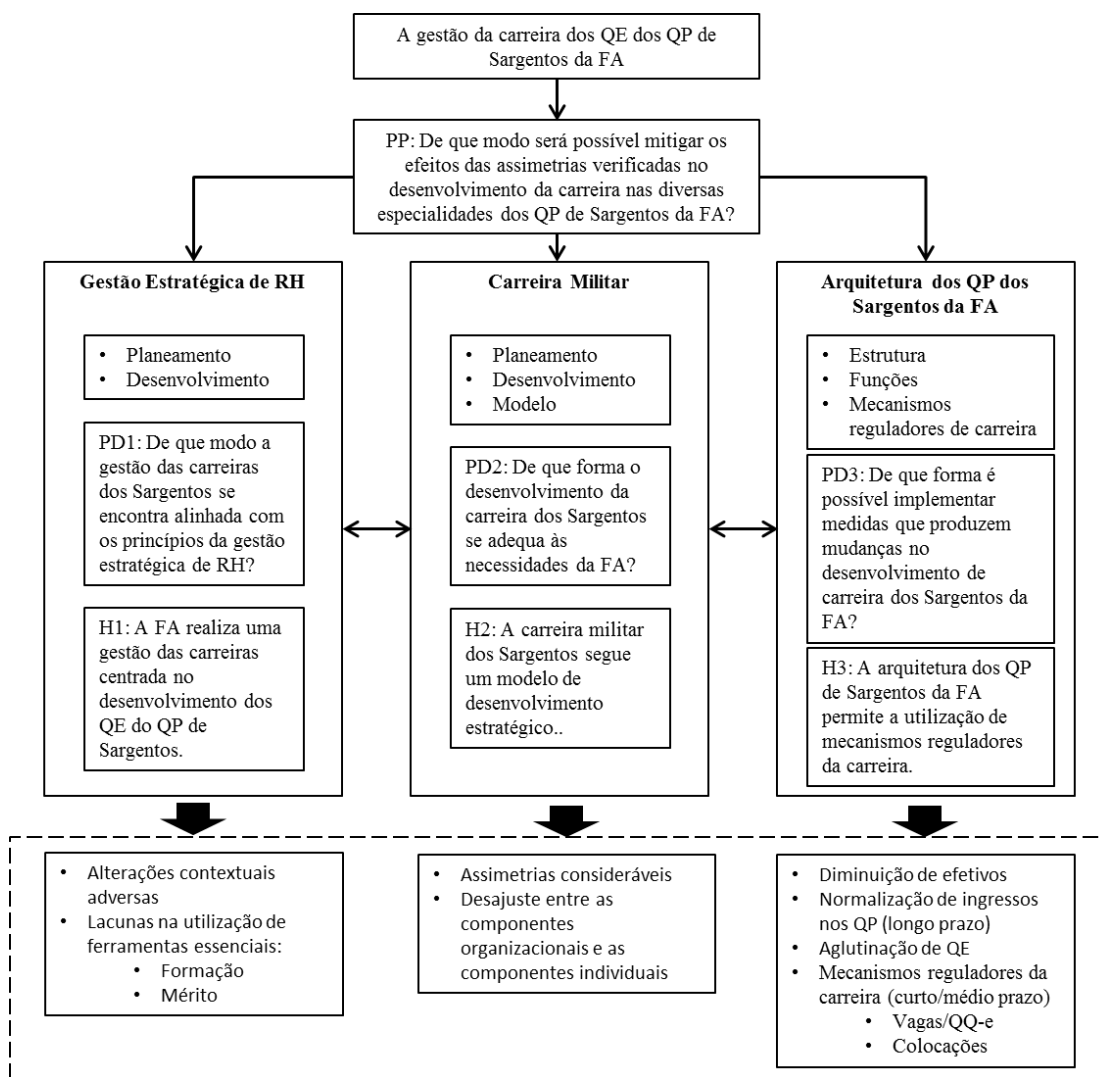 A gestão da carreira dos QE dos QP de
Sargentos da FA
PP: De que modo será possível mitigar os
efeitos das assimetrias verificadas no
desenvolvimento da carreira nas diversas
especialidades dos QP de Sargentos da FA?
Gestão Estratégica de RH
• Planeamento
• Desenvolvimento
PD1: De que modo a
gestão das carreiras
dos Sargentos se
encontra alinhada com
os princípios da gestão
estratégica de RH?
H1: A FA realiza uma
gestão das carreiras
centrada no
desenvolvimento dos
QE do QP de
Sargentos.
Carreira Militar
• Planeamento
• Desenvolvimento
• Modelo
PD2: De que forma o
desenvolvimento da
carreira dos Sargentos
se adequa às
necessidades da FA?
H2: A carreira militar
dos Sargentos segue
um modelo de
desenvolvimento
estratégico..
Arquitetura dos QP dos
Sargentos da FA
• Estrutura
• Funções
• Mecanismos
reguladores de carreira
PD3: De que forma é
possível implementar
medidas que produzem
mudanças no
desenvolvimento de
carreira dos Sargentos da
FA?
H3: A arquitetura dos QP
de Sargentos da FA
permite a utilização de
mecanismos reguladores
da carreira.
• Alterações contextuais
adversas
• Lacunas na utilização de
ferramentas essenciais:
• Formação
• Mérito
• Assimetrias consideráveis
• Desajuste entre as
componentes
organizacionais e as
componentes individuais
• Diminuição de efetivos
• Normalização de ingressos
nos QP (longo prazo)
• Aglutinação de QE
• Mecanismos reguladores da
carreira (curto/médio prazo)
• Vagas/QQ-e
• Colocações